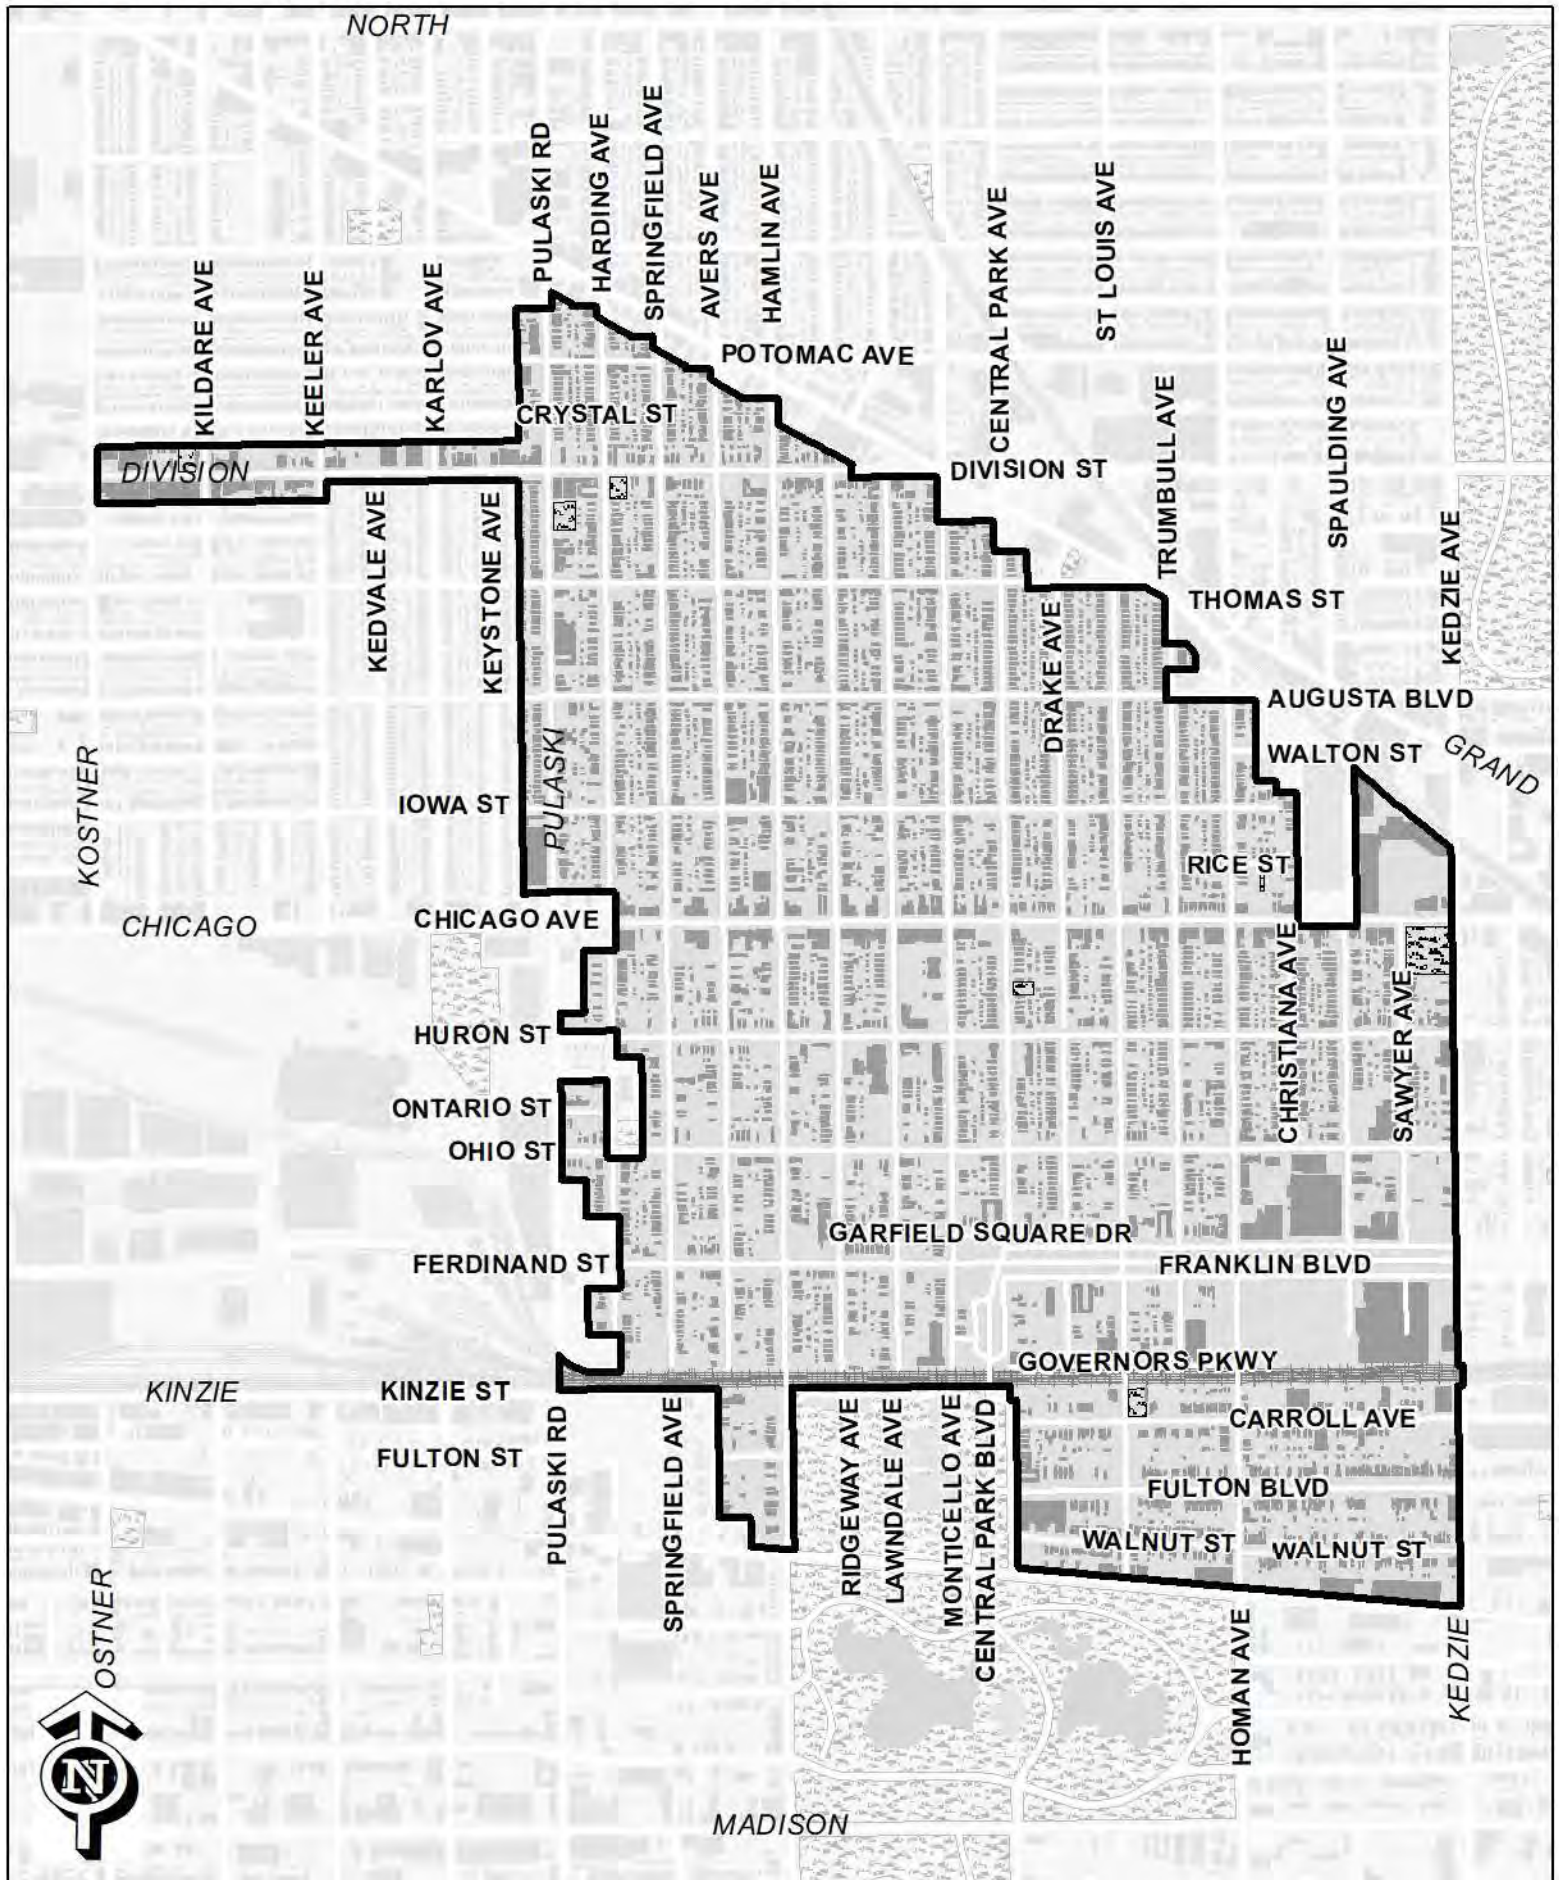 NORTH
PULASKI RD
HARDING AVE
SPRINGFIELD AVE
AVERS AVE
HAMLIN AVE
CENTRAL PARK AVE
ST LOUIS AVE
KILDARE AVE
KEELER AVE
KARLOV AVE
POTOMAC AVE
TRUMBULL AVE
SPAULDING AVE
CRYSTAL ST
DIVISION
DIVISION ST
KEDVALE AVE
KEYSTONE AVE
KEDZIE AVE
THOMAS ST
DRAKE AVE
AUGUSTA BLVD
WALTON ST
GRAND
KOSTNER
IOWA ST
PULASKI
RICE ST
CHICAGO
CHICAGO AVE
CHRISTIANA AVE
SAWYER AVE
HURON ST
ONTARIO ST
OHIO ST
GARFIELD SQUARE DR
FERDINAND ST
FRANKLIN BLVD
GOVERNORS PKWY
KINZIE
KINZIE ST
CARROLL AVE
FULTON ST
PULASKI RD
SPRINGFIELD AVE
RIDGEWAY AVE
LAWNDALE AVE
MONTICELLO AVE
CENTRAL PARK BLVD
FULTON BLVD
WALNUT ST
WALNUT ST
OSTNER
HOMAN AVE
KEDZIE
N
MADISON